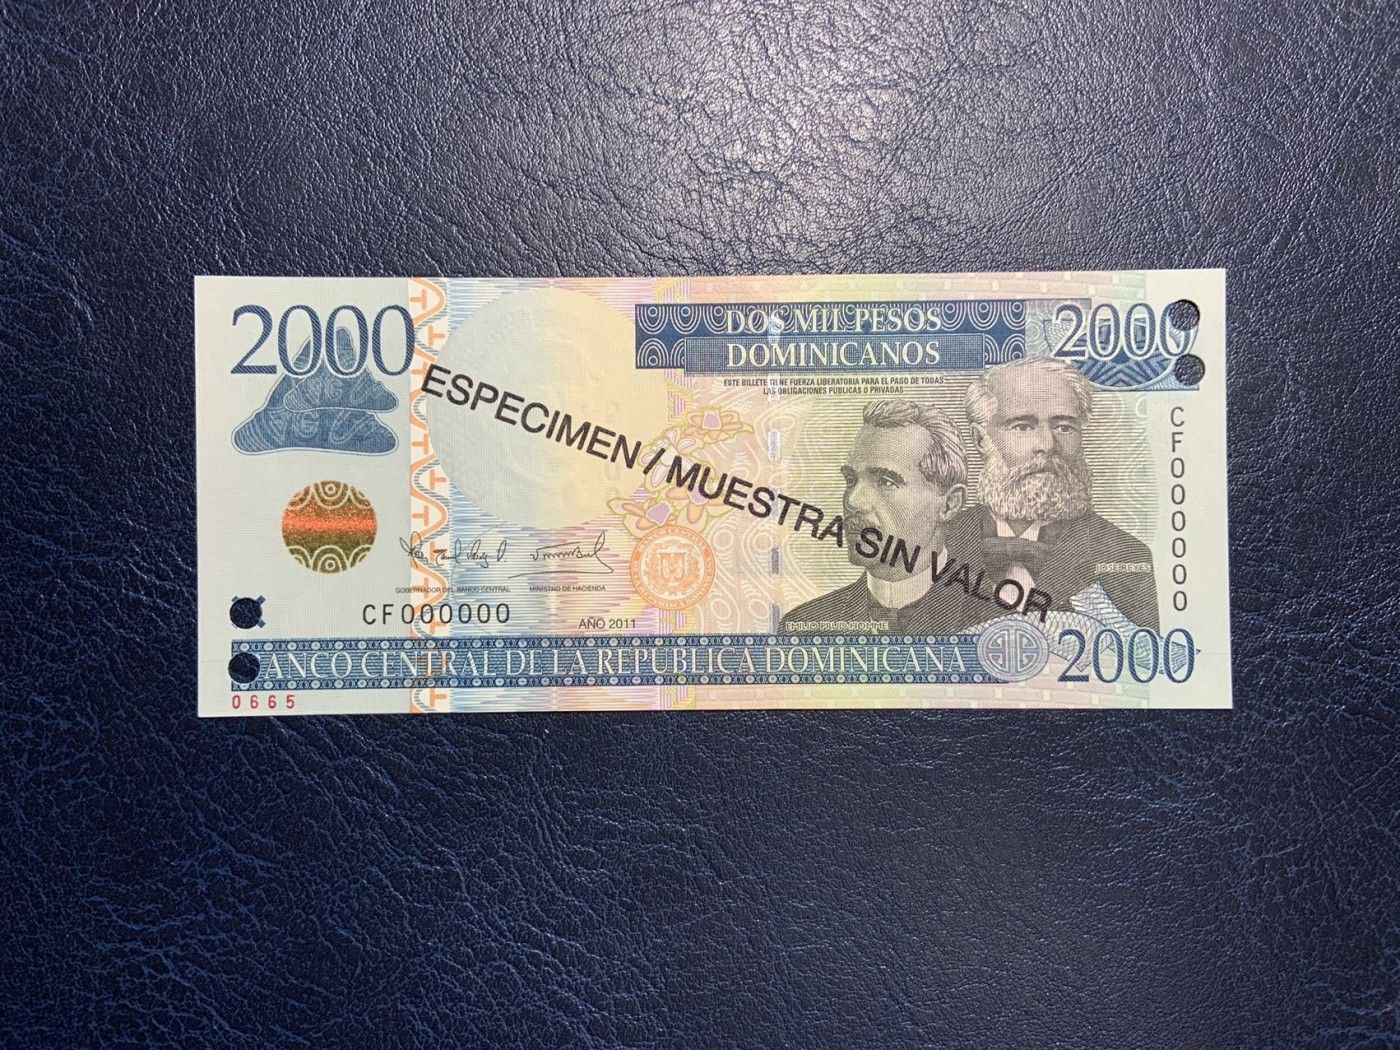 2000
DOS MIL PESOS
DOMINICANOS
2000
ESTE BILLETE TIENE FUERZA LIBERATORIA PARA EL PAGO DE TODAS
LAS OBLIGACIONES PUBLICAS O PRIVADAS
ESPECIMEN / MUESTRA SIN VALOR
CF000000
JOSE REYES
GOBERNADOR DEL BANCO CENTRAL
MINISTRO DE HACIENDA
CF000000
AÑO 2011
EMILIO PRUD HOMME
BANCO CENTRAL DE LA REPUBLICA DOMINICANA
2000
0665